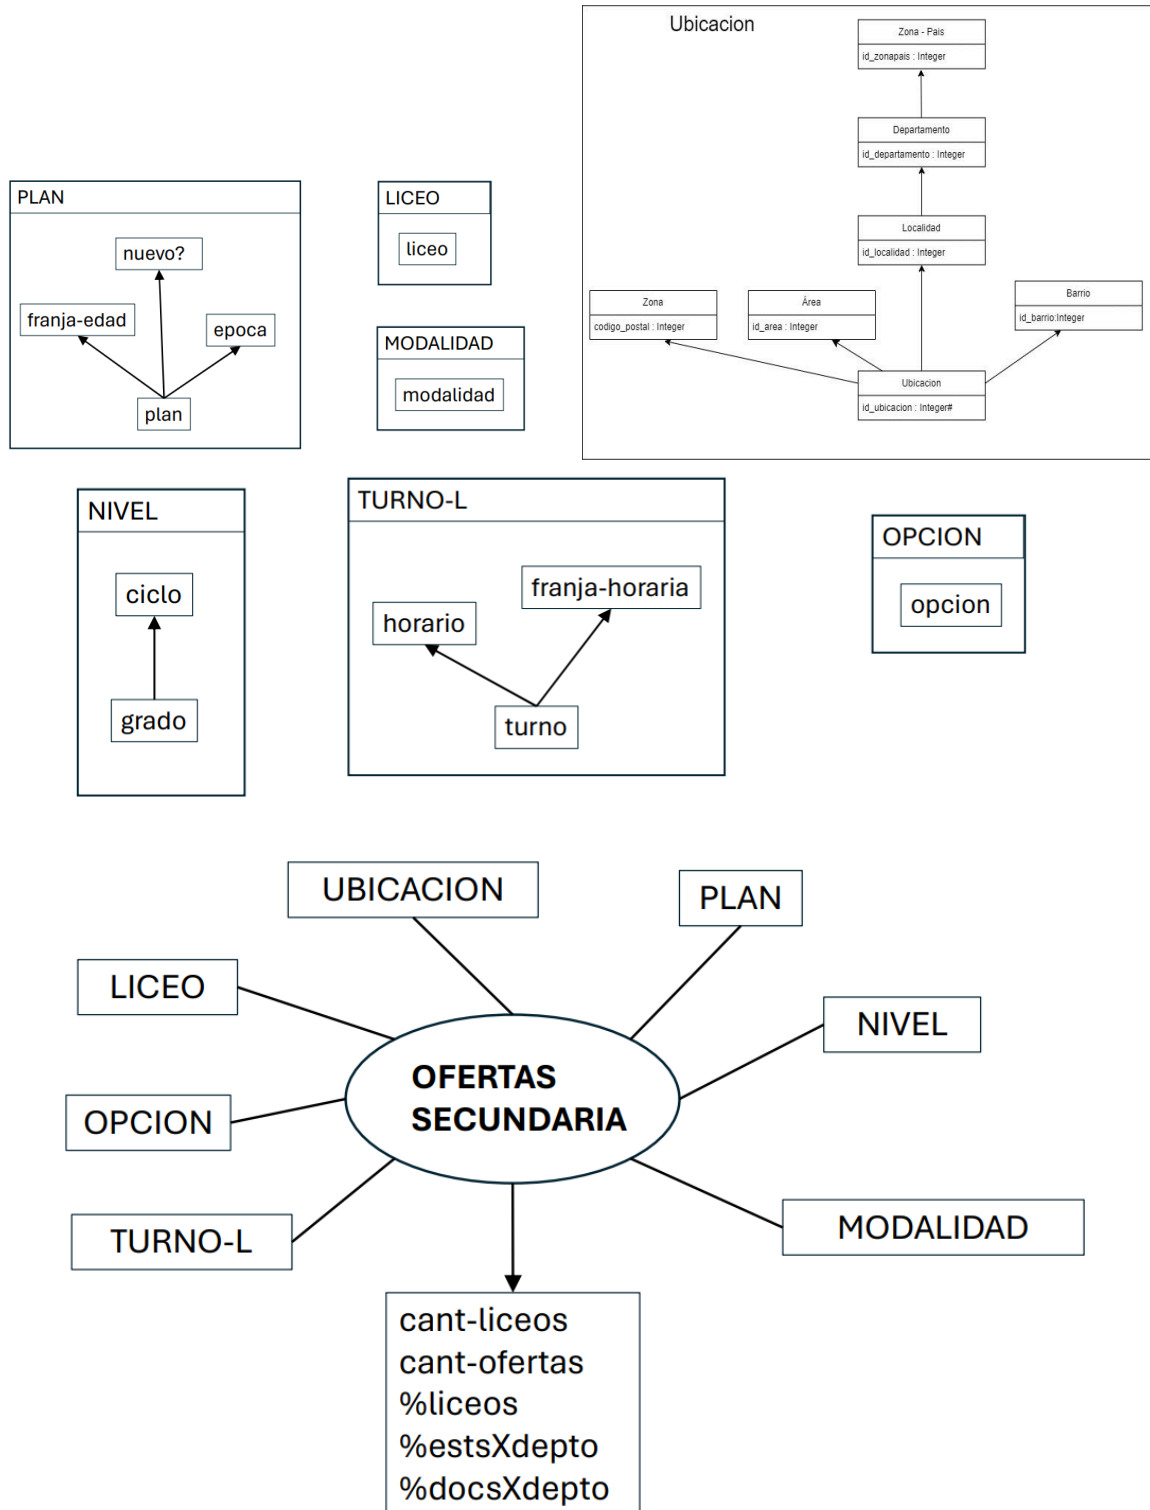 Ubicacion
Zona - Pais
id_zonapais : Integer
Departamento
id_departamento : Integer
Localidad
id_localidad : Integer
Zona
codigo_postal : Integer
Área
id_area : Integer
Barrio
id_barrio:Integer
Ubicacion
id_ubicacion : Integer#
PLAN
nuevo?
franja-edad
epoca
plan
LICEO
liceo
MODALIDAD
modalidad
NIVEL
ciclo
grado
TURNO-L
franja-horaria
horario
turno
OPCION
opcion
UBICACION
PLAN
LICEO
NIVEL
OFERTAS
SECUNDARIA
OPCION
TURNO-L
MODALIDAD
cant-liceos
cant-ofertas
%liceos
%estsXdepto
%docsXdepto